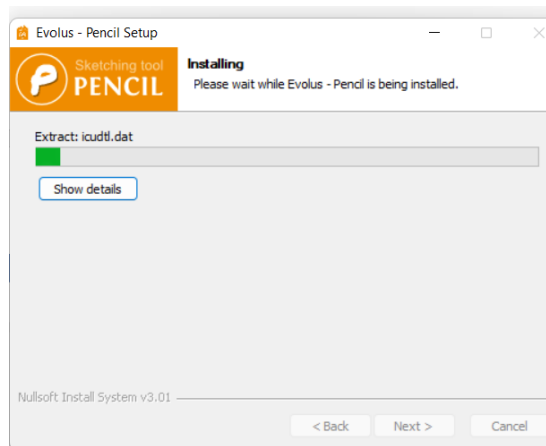 Evolus - Pencil Setup
Sketching tool
PENCIL
Installing
Please wait while Evolus - Pencil is being installed.
Extract: icudtl.dat
Show details
Nullsoft Install System v3.01
< Back
Next >
Cancel